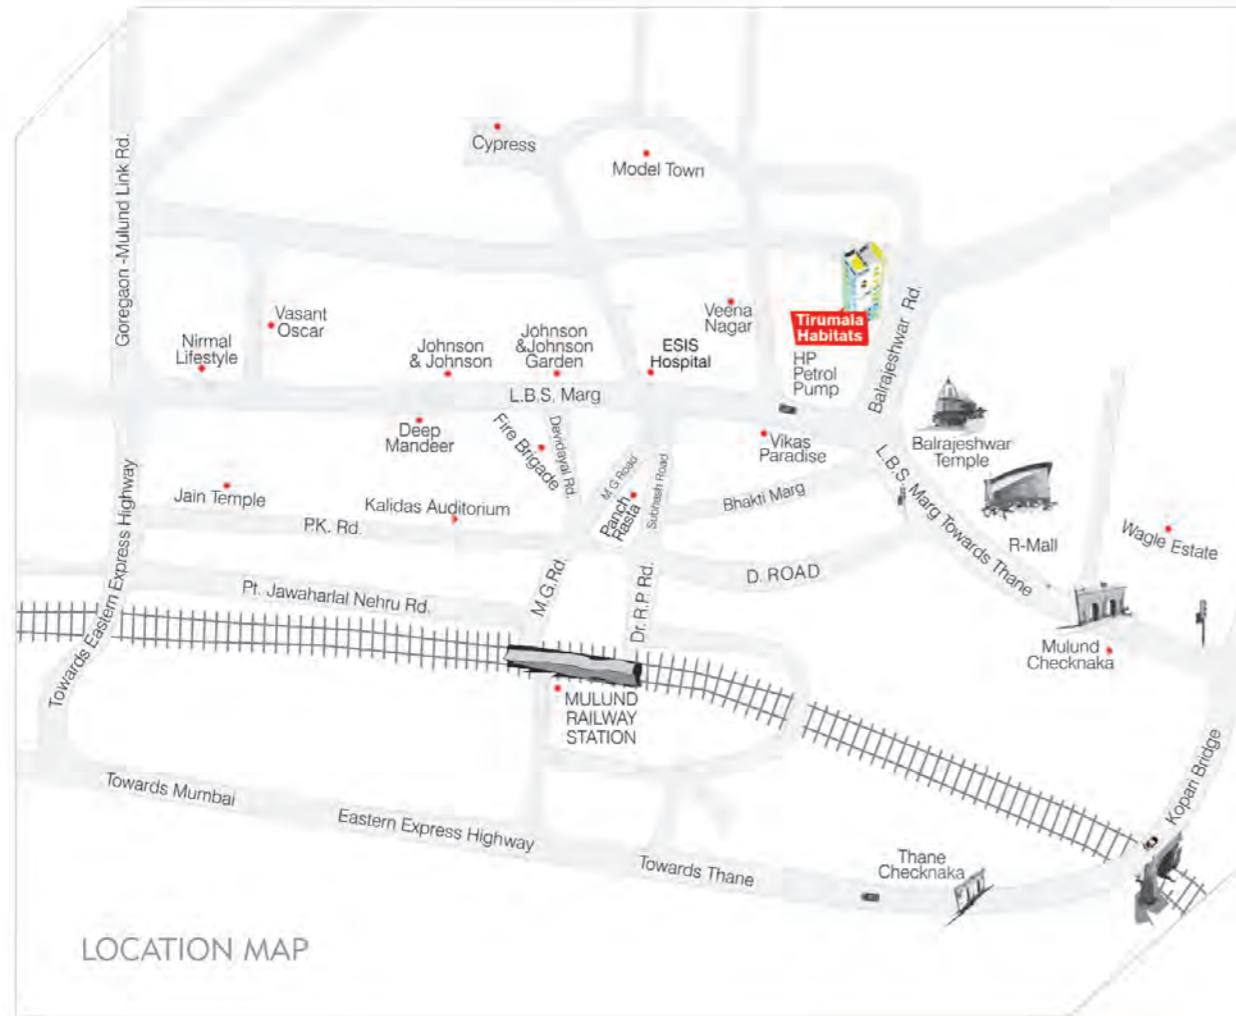 Cypress
Model Town
Goregaon -Mulund Link Rd.
Vasant
Oscar
Nirmal
Lifestyle
Johnson
& Johnson
Johnson
&Johnson
Garden
ESIS
Hospital
Veena
Nagar
Tirumala
Habitats
HP
Petrol
Pump
Balrajeshwar Rd.
L.B.S. Marg
Deep
Mandeer
Fire Brigade
Devidayal Rd.
M.G Road
Subhash Road
Panch
Rasta
Vikas
Paradise
Balrajeshwar
Temple
L.B.S. Marg Towards Thane
Bhakti Marg
R-Mall
Wagle Estate
Jain Temple
Kalidas Auditorium
P.K. Rd.
Towards Eastern Express Highway
Pt. Jawaharlal Nehru Rd.
M.G.Rd.
Dr.R.P. Rd.
D. ROAD
Mulund
Checknaka
MULUND
RAILWAY
STATION
Kopari Bridge
Towards Mumbai
Eastern Express Highway
Towards Thane
Thane
Checknaka
LOCATION MAP